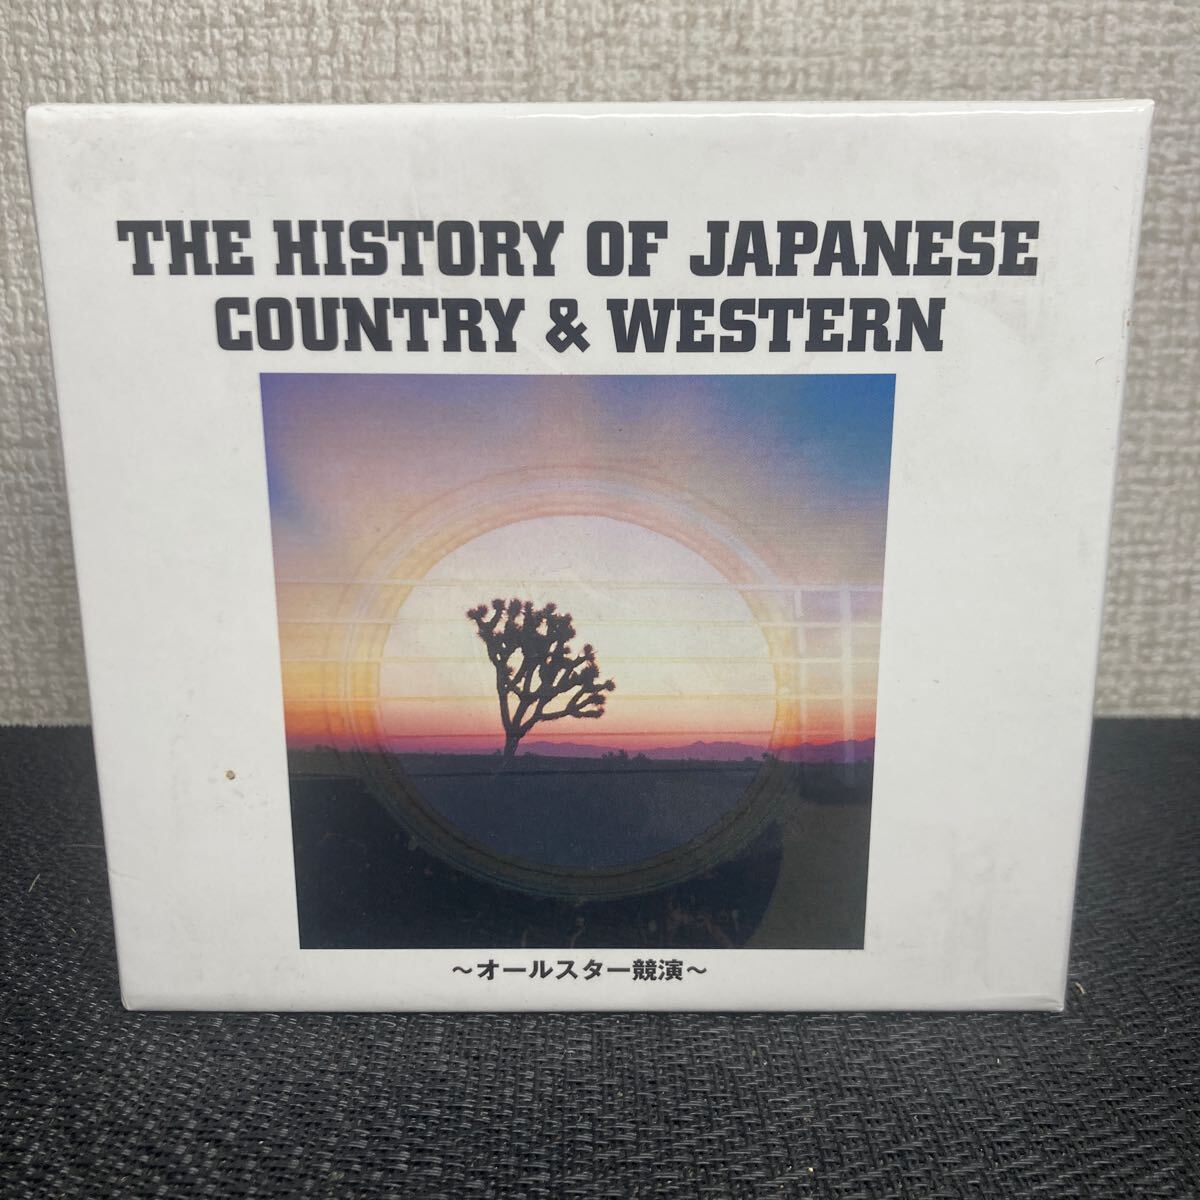 THE HISTORY OF JAPANESE
COUNTRY & WESTERN
～オールスター競演～